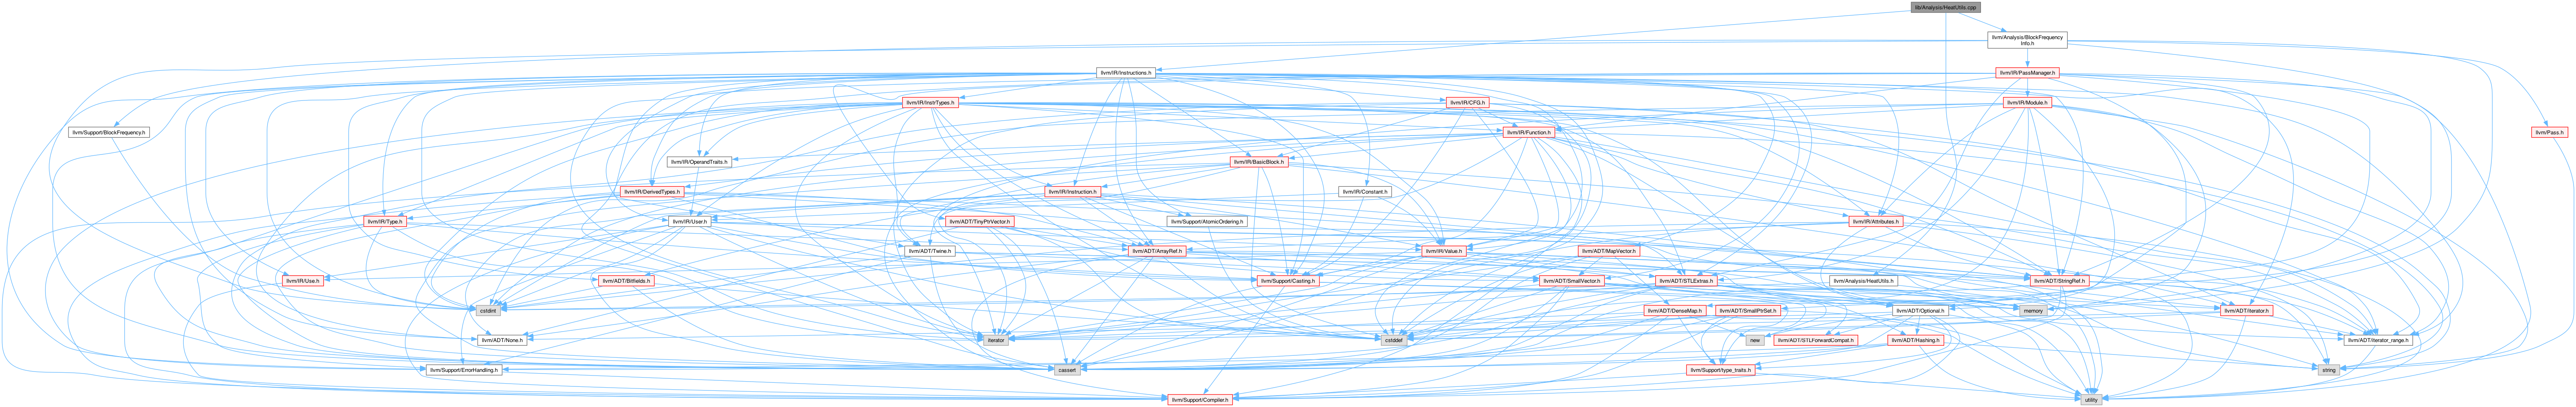 lib/Analysis/HeatUtils.cpp
llvm/Analysis/BlockFrequency
Info.h
llvm/IR/Instructions.h
llvm/IR/PassManager.h
llvm/IR/InstrTypes.h
llvm/IR/CFG.h
llvm/IR/Module.h
llvm/Support/BlockFrequency.h
llvm/IR/Function.h
llvm/Pass.h
llvm/IR/OperandTraits.h
llvm/IR/BasicBlock.h
llvm/IR/DerivedTypes.h
llvm/IR/Instruction.h
llvm/IR/Constant.h
llvm/IR/Type.h
llvm/IR/User.h
llvm/ADT/TinyPtrVector.h
llvm/Support/AtomicOrdering.h
llvm/IR/Attributes.h
llvm/ADT/Twine.h
llvm/ADT/ArrayRef.h
llvm/IR/Value.h
llvm/ADT/MapVector.h
llvm/IR/Use.h
llvm/ADT/Bitfields.h
llvm/Support/Casting.h
llvm/ADT/SmallVector.h
llvm/ADT/STLExtras.h
llvm/Analysis/HeatUtils.h
llvm/ADT/StringRef.h
cstdint
llvm/ADT/DenseMap.h
llvm/ADT/SmallPtrSet.h
llvm/ADT/Optional.h
memory
llvm/ADT/iterator.h
llvm/ADT/None.h
iterator
cstddef
new
llvm/ADT/STLForwardCompat.h
llvm/ADT/Hashing.h
llvm/ADT/iterator_range.h
llvm/Support/ErrorHandling.h
cassert
llvm/Support/type_traits.h
string
llvm/Support/Compiler.h
utility